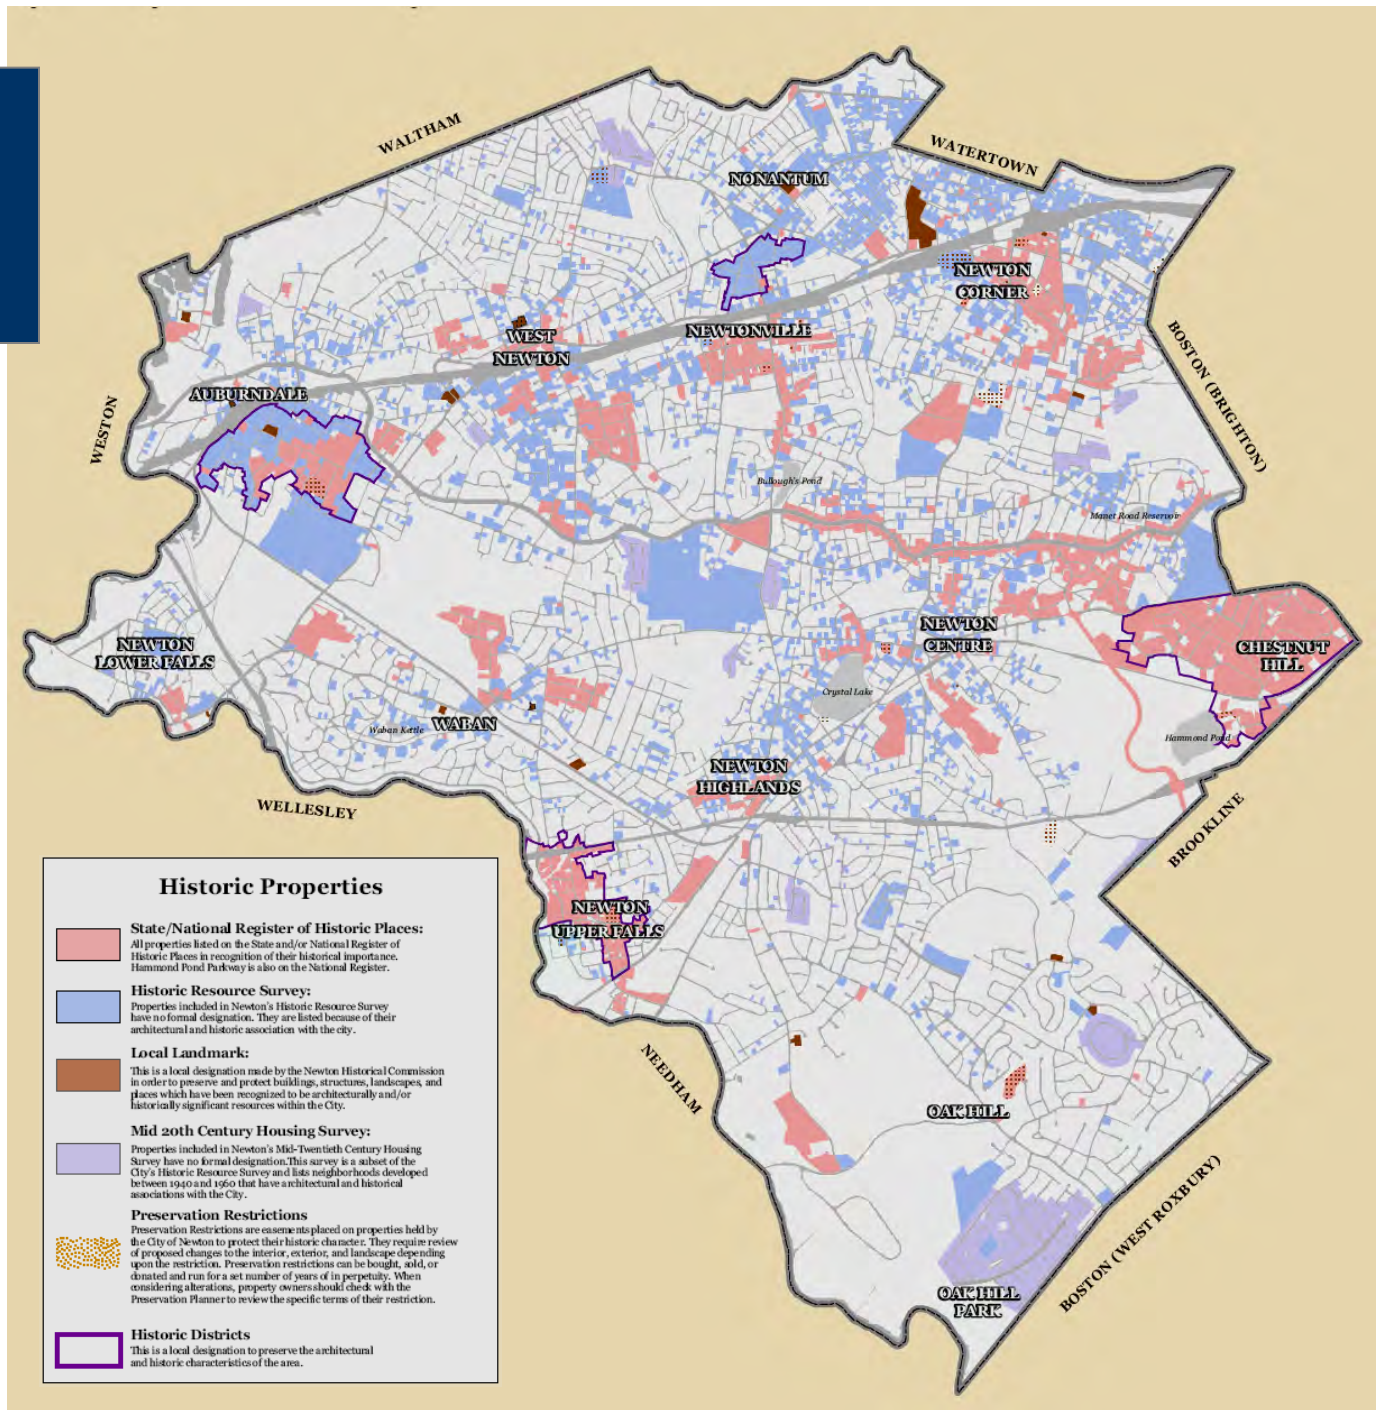 WALTHAM
WATERTOWN
NONANTUM
NEWTON
CORNER
WEST
NEWTON
NEWTONVILLE
BOSTON (BRIGHTON)
AUBURNDALE
WESTON
Bullough's Pond
Manet Road Reservoir
NEWTON
LOWER FALLS
NEWTON
CENTRE
CHESTNUT
HILL
Crystal Lake
Waban Kettle
WABAN
Hammond Pond
NEWTON
HIGHLANDS
WELLESLEY
BROOKLINE
NEWTON
UPPER FALLS
NEEDHAM
OAK HILL
BOSTON (WEST ROXBURY)
OAK HILL
PARK
Historic Properties
State/National Register of Historic Places:
All properties listed on the State and/or National Register of
Historic Places in recognition of their historical importance.
Hammond Pond Parkway is also on the National Register.
Historic Resource Survey:
Properties included in Newton's Historic Resource Survey
have no formal designation. They are listed because of their
architectural and historic association with the city.
Local Landmark:
This is a local designation made by the Newton Historical Commission
in order to preserve and protect buildings, structures, landscapes, and
places which have been recognized to be architecturally and/or
historically significant resources within the City.
Mid 20th Century Housing Survey:
Properties included in Newton's Mid-Twentieth Century Housing
Survey have no formal designation.This survey is a subset of the
City's Historic Resource Survey and lists neighborhoods developed
between 1940 and 1960 that have architectural and historical
associations with the City.
Preservation Restrictions
Preservation Restrictions are easements placed on properties held by
the City of Newton to protect their historic character. They require review
of proposed changes to the interior, exterior, and landscape depending
upon the restriction. Preservation restrictions can be bought, sold, or
donated and run for a set number of years of in perpetuity. When
considering alterations, property owners should check with the
Preservation Planner to review the specific terms of their restriction.
Historic Districts
This is a local designation to preserve the architectural
and historic characteristics of the area.